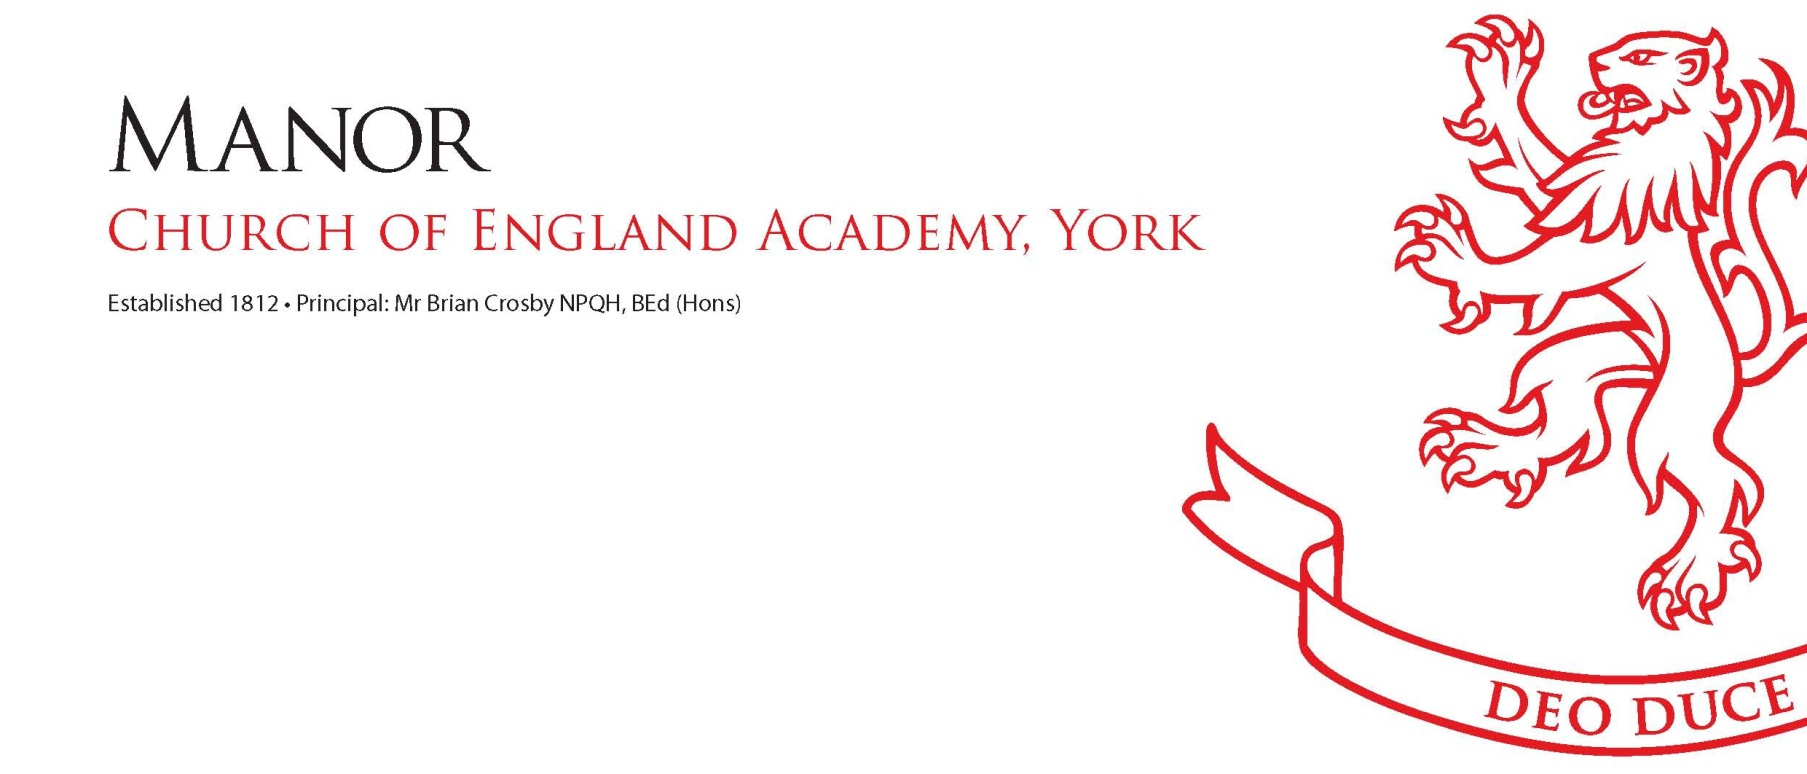 MANOR
CHURCH OF ENGLAND ACADEMY, YORK
Established 1812 • Principal: Mr Brian Crosby NPQH, BEd (Hons)
DEO DUCE